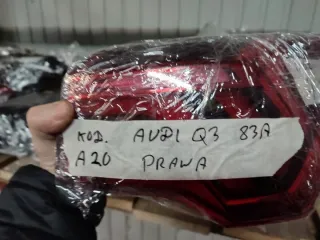 KOD. AUDI Q3 83A
A20 PRAWA